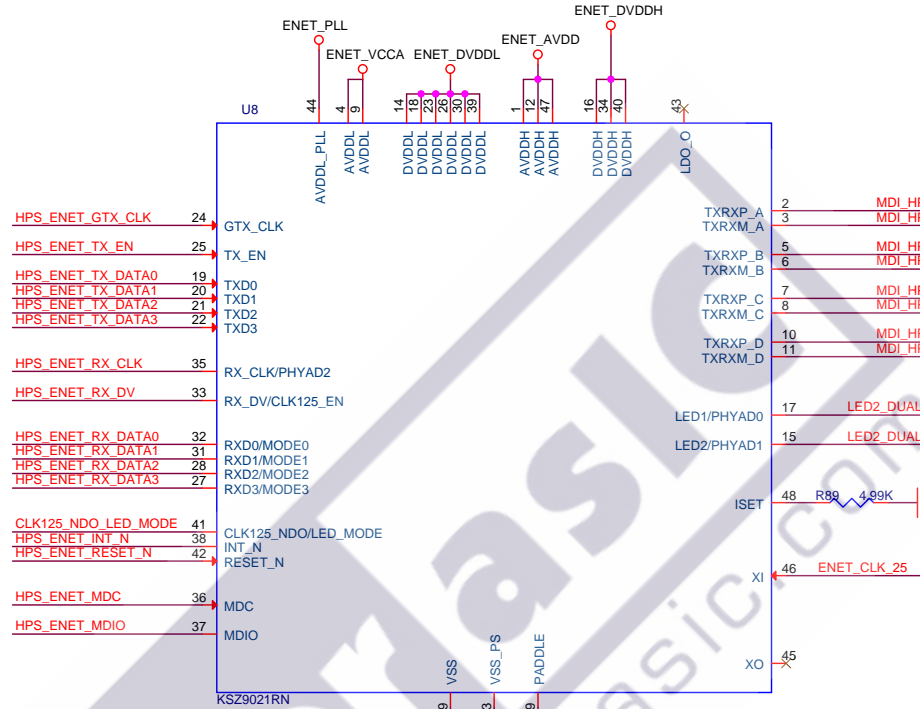 ENET_PLL
ENET_VCCA
ENET_DVDDL
ENET_AVDD
ENET_DVDDH
U8
44
4
9
14
18
23
26
30
39
1
12
47
16
34
40
43
AVDDL_PLL
AVDDL
AVDDL
DVDDL
DVDDL
DVDDL
DVDDL
DVDDL
DVDDL
AVDDH
AVDDH
AVDDH
DVDDH
DVDDH
DVDDH
LDO_O
HPS_ENET_GTX_CLK 24 GTX_CLK
HPS_ENET_TX_EN 25 TX_EN
HPS_ENET_TX_DATA0 19 TXD0
HPS_ENET_TX_DATA1 20 TXD1
HPS_ENET_TX_DATA2 21 TXD2
HPS_ENET_TX_DATA3 22 TXD3
HPS_ENET_RX_CLK 35 RX_CLK/PHYAD2
HPS_ENET_RX_DV 33 RX_DV/CLK125_EN
HPS_ENET_RX_DATA0 32 RXD0/MODE0
HPS_ENET_RX_DATA1 31 RXD1/MODE1
HPS_ENET_RX_DATA2 28 RXD2/MODE2
HPS_ENET_RX_DATA3 27 RXD3/MODE3
CLK125_NDO_LED_MODE 41 CLK125_NDO/LED_MODE
HPS_ENET_INT_N 38 INT_N
HPS_ENET_RESET_N 42 RESET_N
HPS_ENET_MDC 36 MDC
HPS_ENET_MDIO 37 MDIO
TXRXP_A 2
TXRXM_A 3
TXRXP_B 5
TXRXM_B 6
TXRXP_C 7
TXRXM_C 8
TXRXP_D 10
TXRXM_D 11
LED1/PHYAD0 17 LED2_DUAL
LED2/PHYAD1 15 LED2_DUAL
ISET 48 R89 4.99K
XI 46 ENET_CLK_25
XO 45
VSS
VSS_PS
PADDLE
KSZ9021RN
asic
asic.com